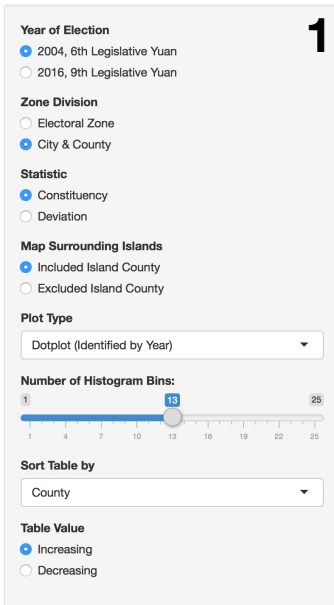 1
Year of Election
2004, 6th Legislative Yuan
2016, 9th Legislative Yuan
Zone Division
Electoral Zone
City & County
Statistic
Constituency
Deviation
Map Surrounding Islands
Included Island County
Excluded Island County
Plot Type
Dotplot (Identified by Year)
Number of Histogram Bins:
1 13 25
1 4 7 10 13 16 19 22 25
Sort Table by
County
Table Value
Increasing
Decreasing